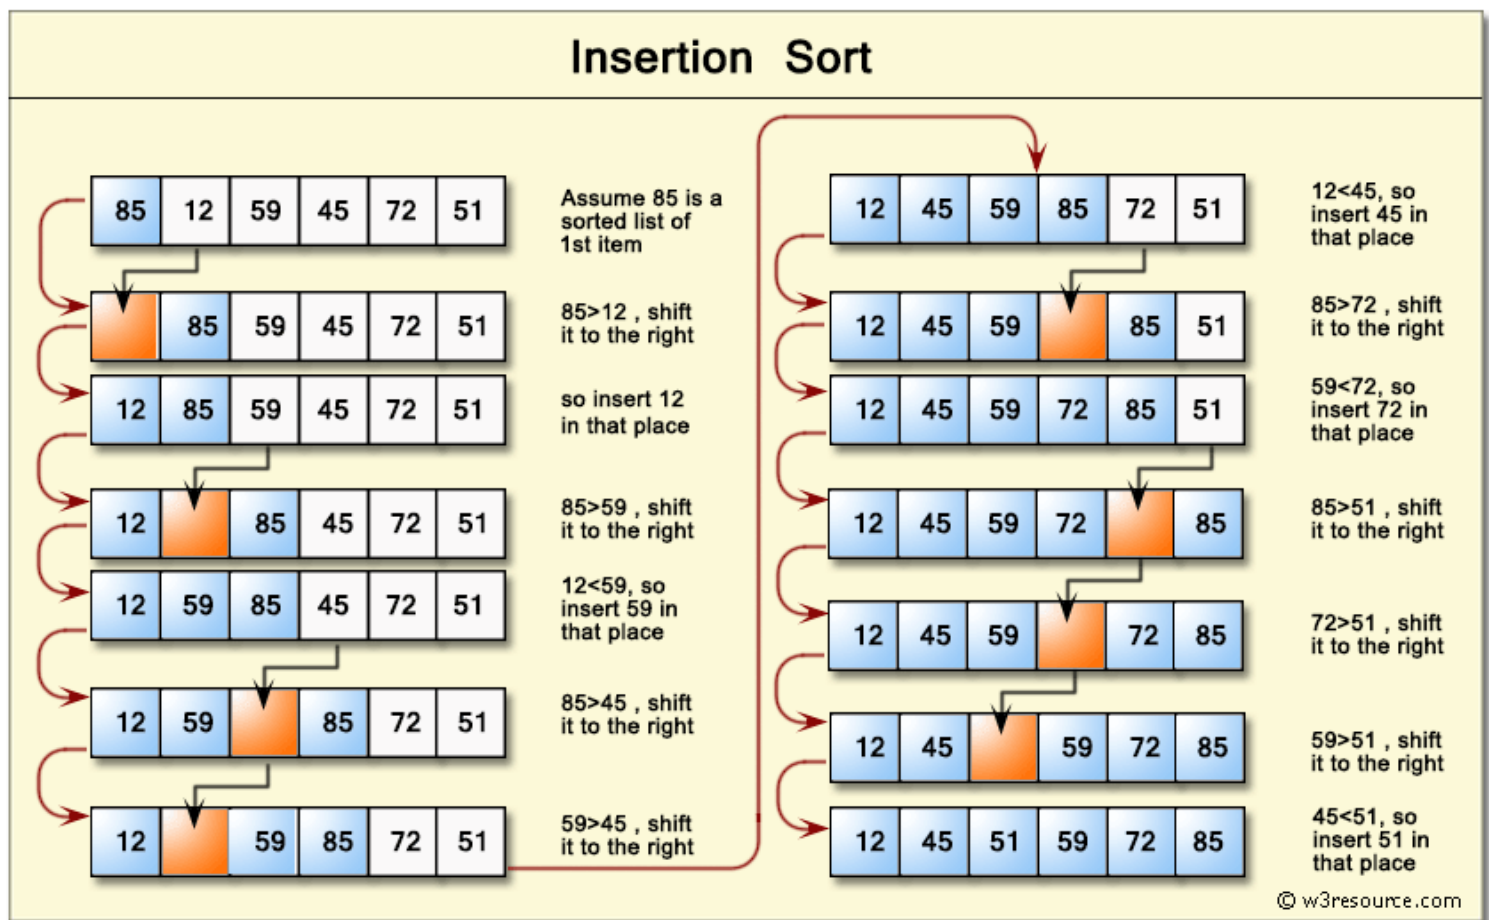 Insertion Sort
85 12 59 45 72 51
Assume 85 is a
sorted list of
1st item
85 59 45 72 51
85>12 , shift
it to the right
12 85 59 45 72 51
so insert 12
in that place
12 85 45 72 51
85>59 , shift
it to the right
12 59 85 45 72 51
12<59, so
insert 59 in
that place
12 59 85 72 51
85>45 , shift
it to the right
12 59 85 72 51
59>45 , shift
it to the right
12 45 59 85 72 51
12<45, so
insert 45 in
that place
12 45 59 85 51
85>72 , shift
it to the right
12 45 59 72 85 51
59<72, so
insert 72 in
that place
12 45 59 72 85
85>51 , shift
it to the right
12 45 59 72 85
72>51 , shift
it to the right
12 45 59 72 85
59>51 , shift
it to the right
12 45 51 59 72 85
45<51, so
insert 51 in
that place
© w3resource.com